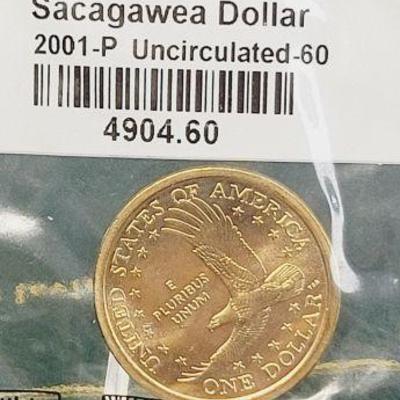 Sacagawea Dollar
2001-P Uncirculated-60
4904.60
UNITED STATES OF AMERICA
E
PLURIBUS
UNUM
ONE DOLLAR